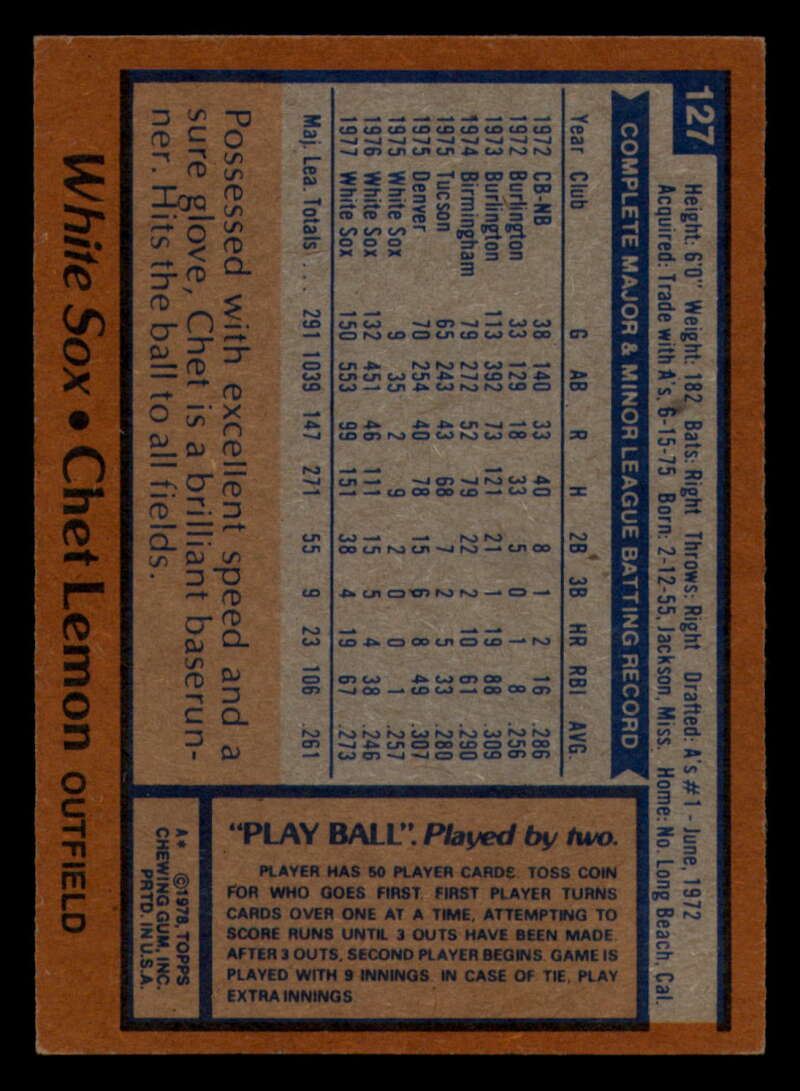 127
Height: 6'0" Weight: 182 Bats: Right Throws: Right Drafted: A's #1 - June, 1972
Acquired: Trade with A's, 6-15-75 Born: 2-12-55, Jackson, Miss. Home: No. Long Beach, Cal.
COMPLETE MAJOR & MINOR LEAGUE BATTING RECORD
Year Club G AB R H 2B 3B HR RBI AVG.
1972 CB-NB 38 140 33 40 8 1 2 16 .286
1972 Burlington 33 129 18 33 5 0 1 8 .256
1973 Burlington 113 392 73 121 21 1 19 88 .309
1974 Birmingham 79 272 52 79 22 2 10 61 .290
1975 Tucson 65 243 43 68 7 2 5 33 .280
1975 Denver 70 254 40 78 15 6 8 49 .307
1975 White Sox 9 35 2 9 2 0 0 1 .257
1976 White Sox 132 451 46 111 15 5 4 38 .246
1977 White Sox 150 553 99 151 38 4 19 67 .273
Maj. Lea. Totals ... 291 1039 147 271 55 9 23 106 .261
Possessed with excellent speed and a
sure glove, Chet is a brilliant baserun-
ner. Hits the ball to all fields.
White Sox • Chet Lemon OUTFIELD
"PLAY BALL". Played by two.
PLAYER HAS 50 PLAYER CARDS. TOSS COIN
FOR WHO GOES FIRST. FIRST PLAYER TURNS
CARDS OVER ONE AT A TIME, ATTEMPTING TO
SCORE RUNS UNTIL 3 OUTS HAVE BEEN MADE.
AFTER 3 OUTS, SECOND PLAYER BEGINS. GAME IS
PLAYED WITH 9 INNINGS. IN CASE OF TIE, PLAY
EXTRA INNINGS
A* ©1978, TOPPS
CHEWING GUM, INC.
PRTD. IN U.S.A.